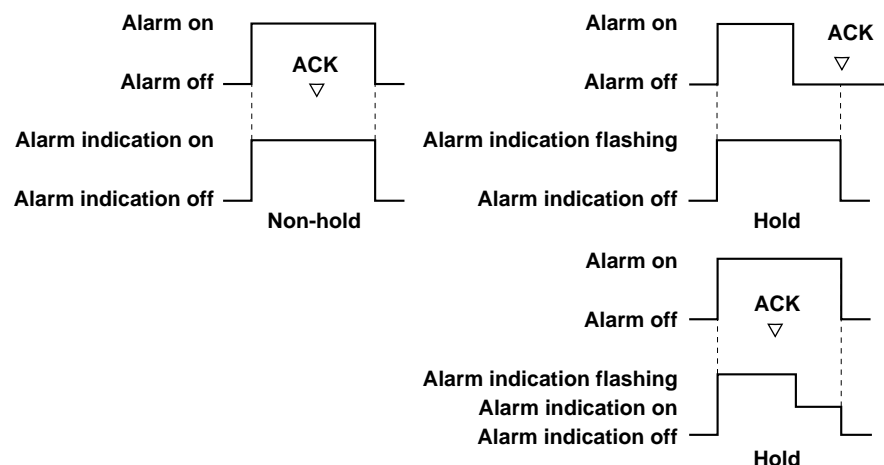 Alarm on
ACK
Alarm off
Alarm indication on
Alarm indication off
Non-hold
Alarm on
ACK
Alarm off
Alarm indication flashing
Alarm indication off
Hold
Alarm on
ACK
Alarm off
Alarm indication flashing
Alarm indication on
Alarm indication off
Hold